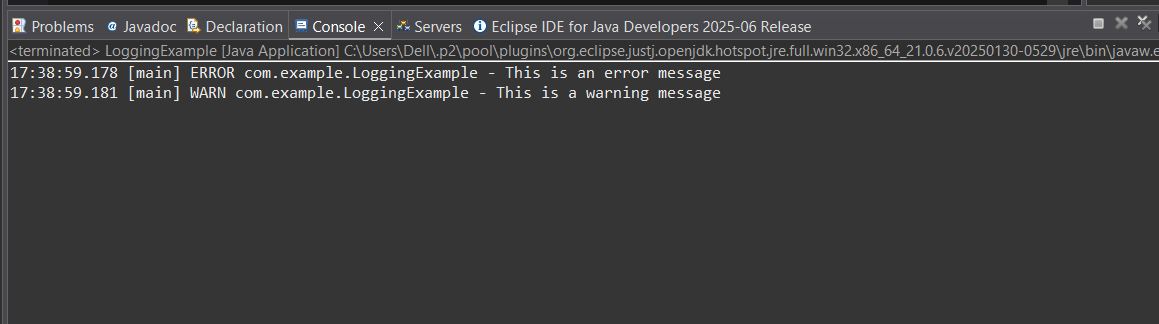 Problems Javadoc Declaration Console Servers Eclipse IDE for Java Developers 2025-06 Release
<terminated> LoggingExample [Java Application] C:\Users\Dell\.p2\pool\plugins\org.eclipse.justj.openjdk.hotspot.jre.full.win32.x86_64_21.0.6.v20250130-0529\jre\bin\javaw.e
17:38:59.178 [main] ERROR com.example.LoggingExample - This is an error message
17:38:59.181 [main] WARN com.example.LoggingExample - This is a warning message